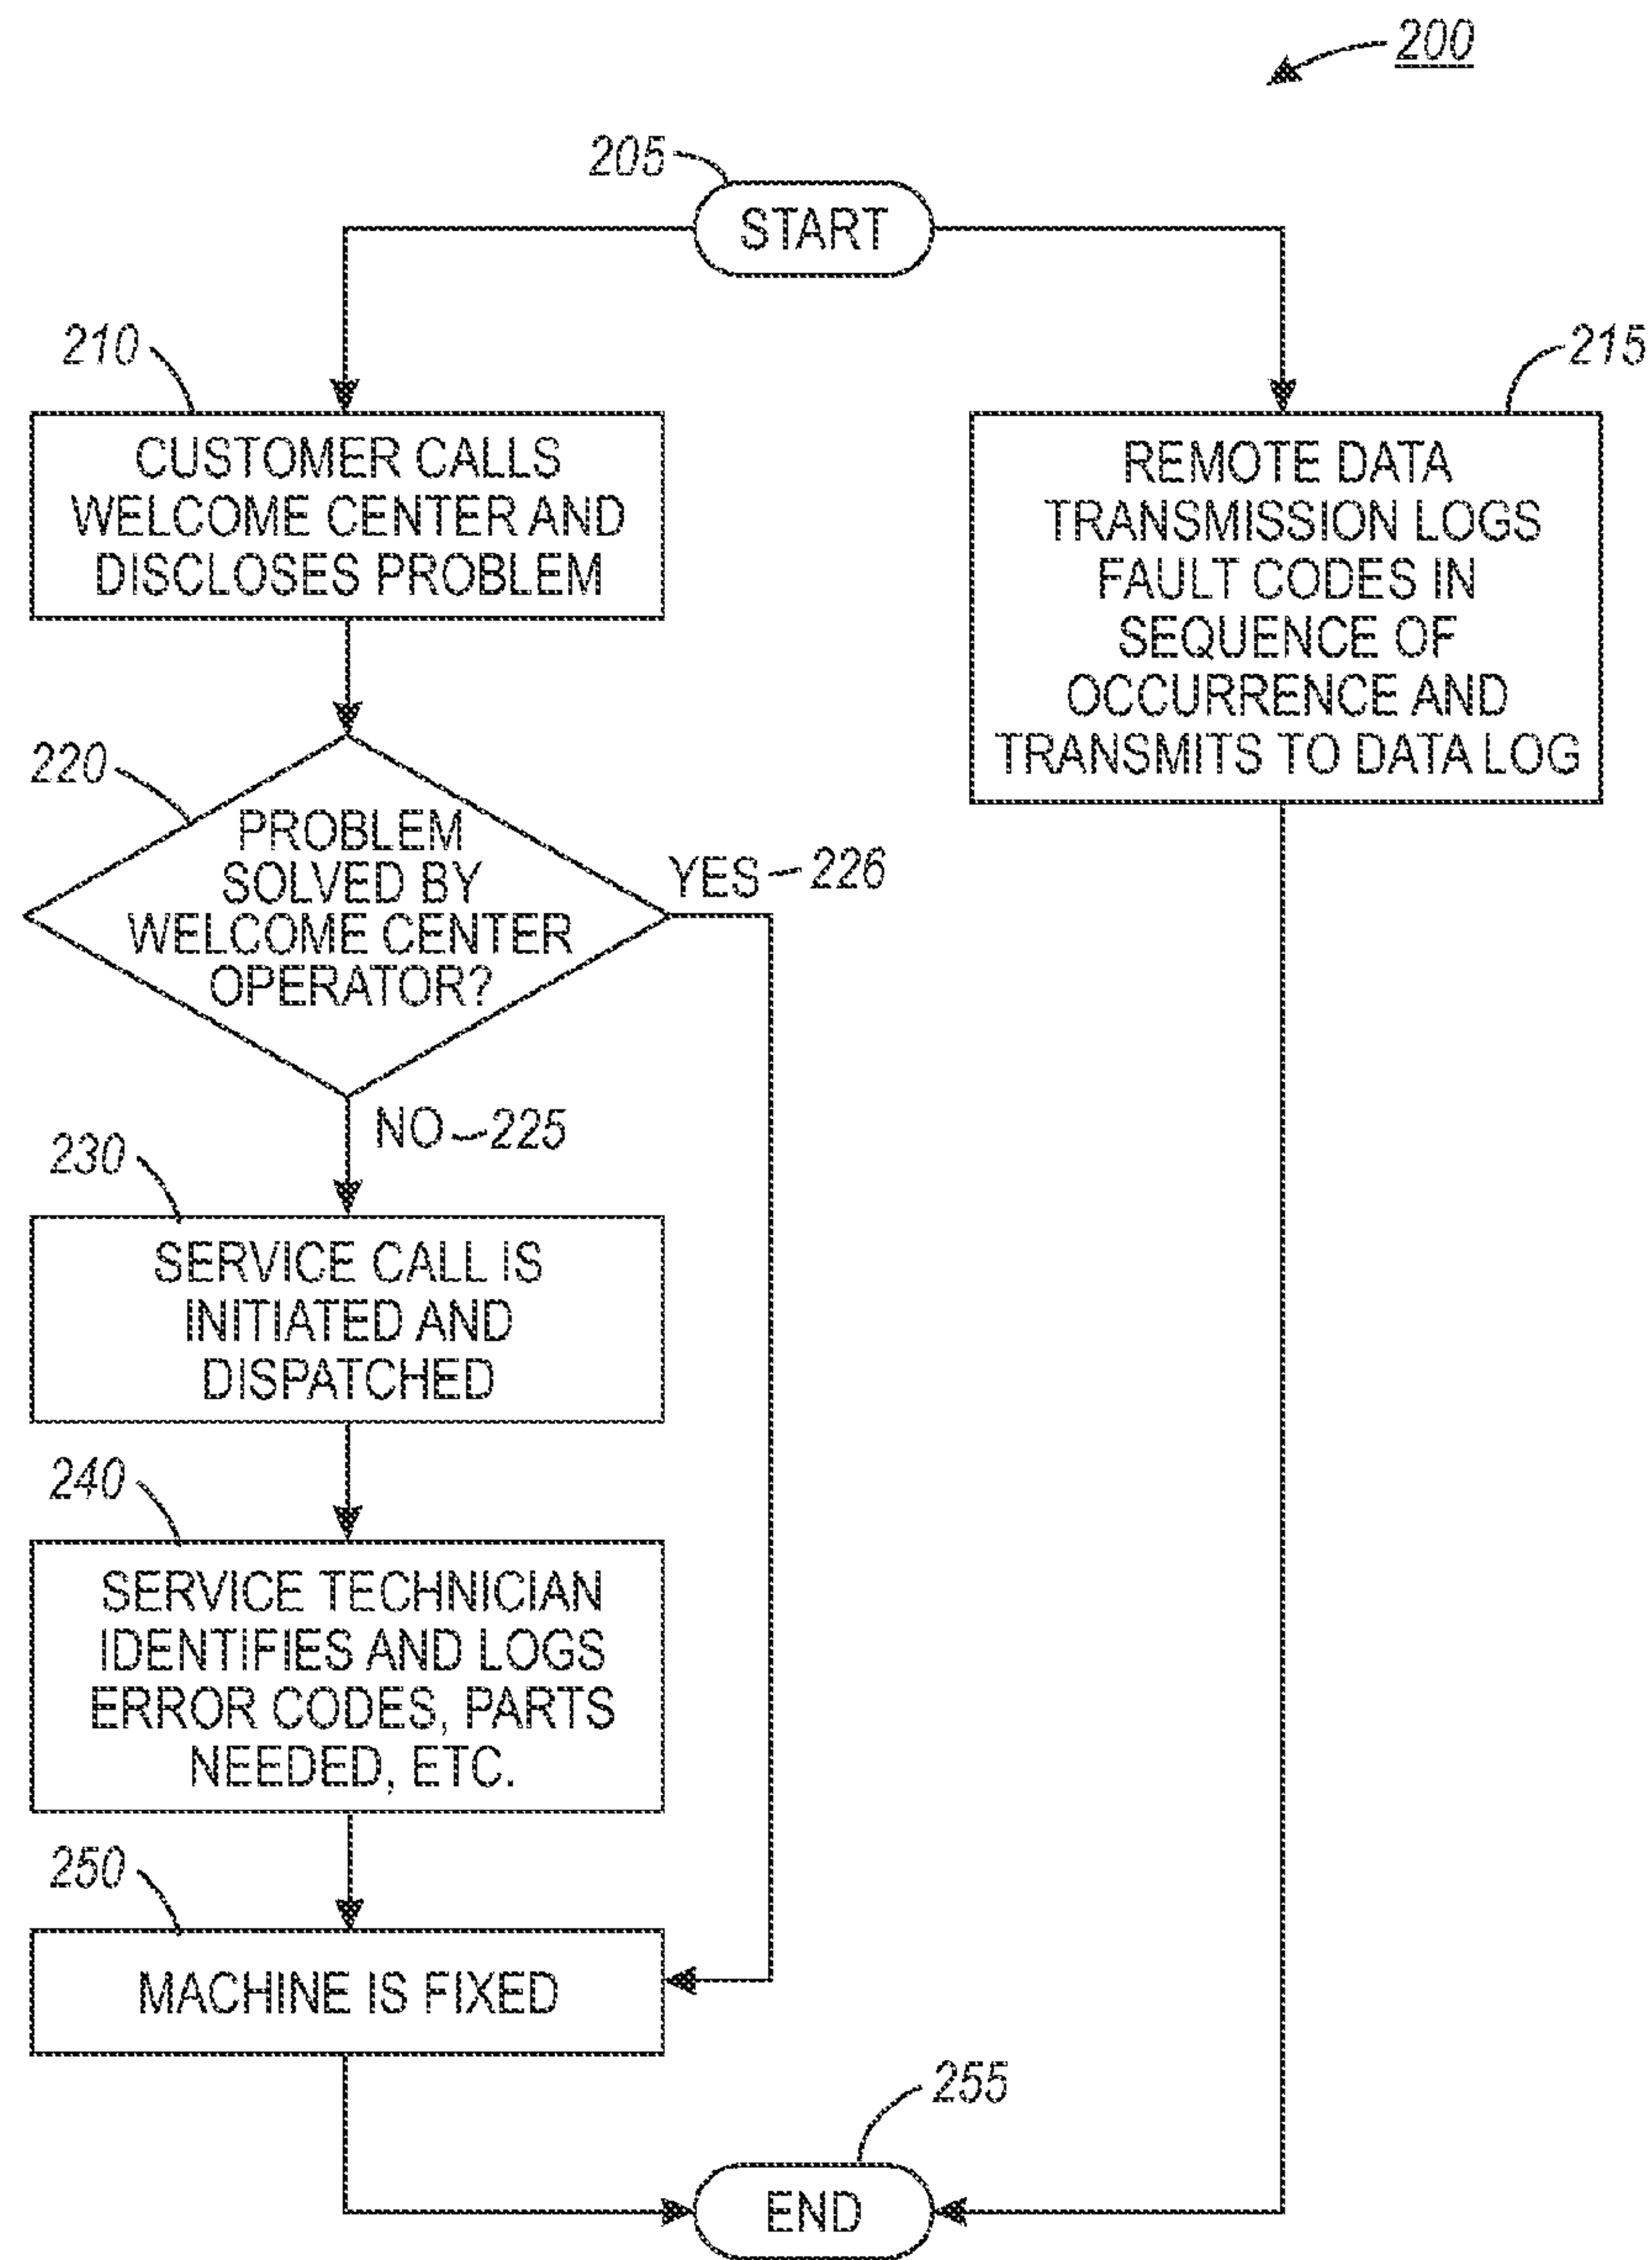 200
205
START
210
CUSTOMER CALLS
WELCOME CENTER AND
DISCLOSES PROBLEM
215
REMOTE DATA
TRANSMISSION LOGS
FAULT CODES IN
SEQUENCE OF
OCCURRENCE AND
TRANSMITS TO DATA LOG
220
PROBLEM
SOLVED BY
WELCOME CENTER
OPERATOR?
YES 226
NO 225
230
SERVICE CALL IS
INITIATED AND
DISPATCHED
240
SERVICE TECHNICIAN
IDENTIFIES AND LOGS
ERROR CODES, PARTS
NEEDED, ETC.
250
MACHINE IS FIXED
255
END